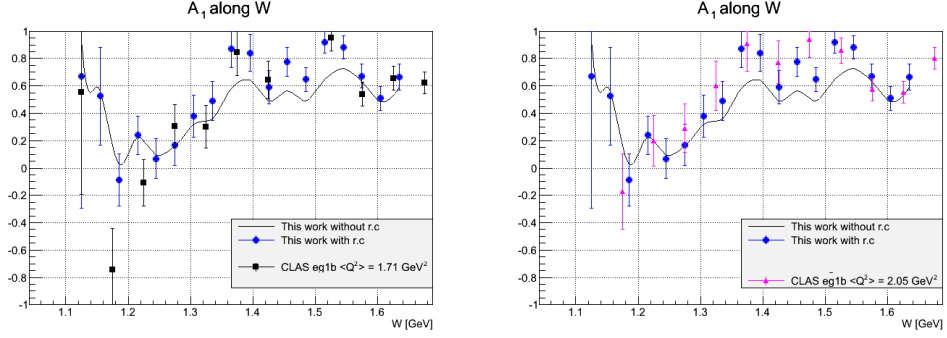 A₁ along W
1
0.8
0.6
0.4
0.2
0
-0.2
-0.4
-0.6
-0.8
-1
This work without r.c
This work with r.c
CLAS eg1b <Q²> = 1.71 GeV²
1.1 1.2 1.3 1.4 1.5 1.6
W [GeV]
A₁ along W
1
0.8
0.6
0.4
0.2
0
-0.2
-0.4
-0.6
-0.8
-1
This work without r.c
This work with r.c
CLAS eg1b <Q²> = 2.05 GeV²
1.1 1.2 1.3 1.4 1.5 1.6
W [GeV]